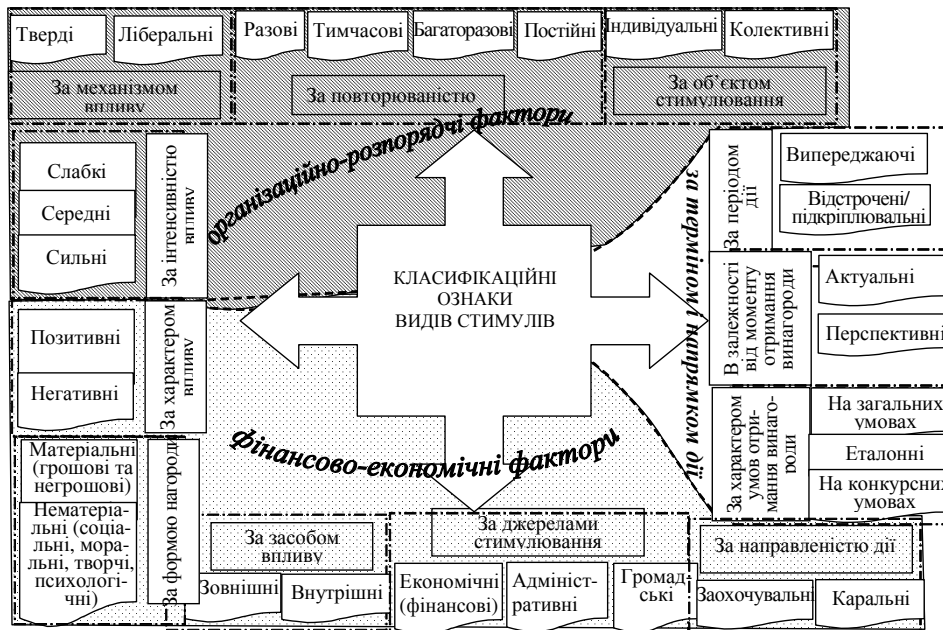 Тверді
Ліберальні
За механізмом
впливу
Разові
Тимчасові
Багаторазові
Постійні
За повторюваністю
Індивідуальні
Колективні
За об’єктом
стимулювання
організаційно-розпорядчі фактори
Слабкі
Середні
Сильні
За інтенсивністю
впливу
Позитивні
Негативні
За характером
впливу
Матеріальні
(грошові та
негрошові)
Нематеріа-
льні (соціа-
льні, мора-
льні, творчі,
психологі-
чні)
За формою нагороди
КЛАСИФІКАЦІЙНІ
ОЗНАКИ
ВИДІВ СТИМУЛІВ
за терміном і напрямком дії
За періодом
дії
Випереджаючі
Відстрочені/
підкріплювальні
В залежності
від моменту
отримання
винагороди
Актуальні
Перспективні
За характером
умов отри-
мання винаго-
роди
На загальних
умовах
Еталонні
На конкурсних
умовах
фінансово-економічні фактори
За засобом
впливу
Зовнішні
Внутрішні
За джерелами
стимулювання
Економічні
(фінансові)
Адмініст-
ративні
Громад-
ські
За направленістю дії
Заохочувальні
Каральні